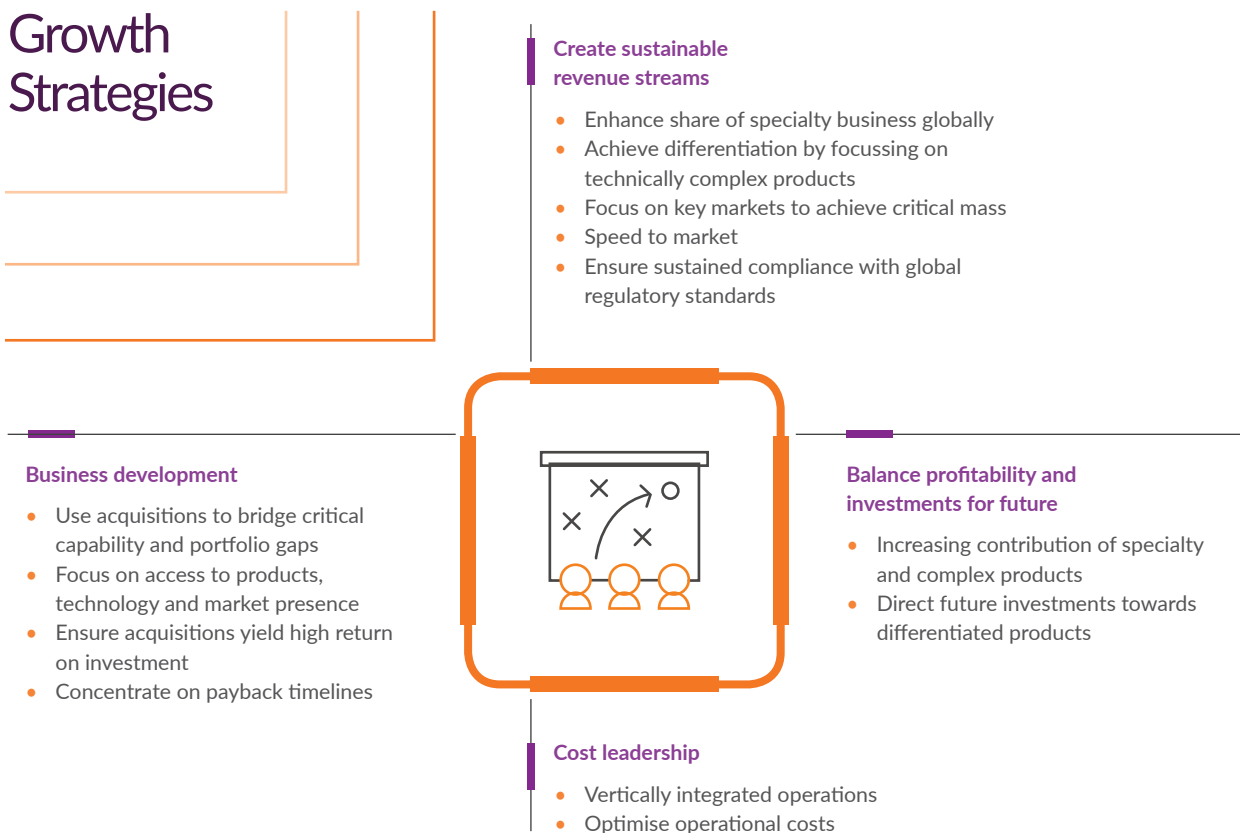 Growth
Strategies
Create sustainable
revenue streams
• Enhance share of specialty business globally
• Achieve differentiation by focussing on
technically complex products
• Focus on key markets to achieve critical mass
• Speed to market
• Ensure sustained compliance with global
regulatory standards
Business development
• Use acquisitions to bridge critical
capability and portfolio gaps
• Focus on access to products,
technology and market presence
• Ensure acquisitions yield high return
on investment
• Concentrate on payback timelines
Balance profitability and
investments for future
• Increasing contribution of specialty
and complex products
• Direct future investments towards
differentiated products
Cost leadership
• Vertically integrated operations
• Optimise operational costs